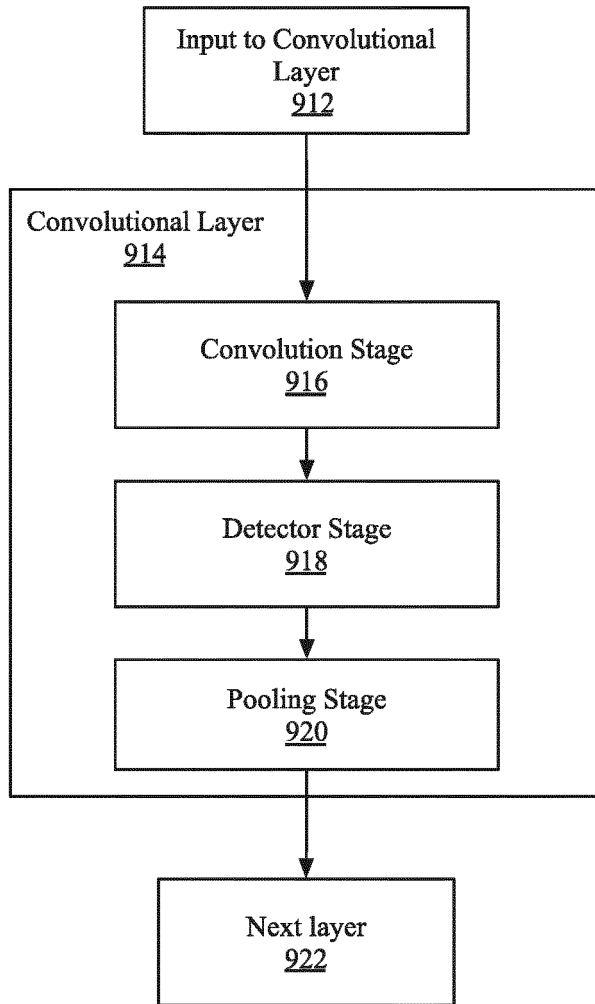 Input to Convolutional
Layer
912
Convolutional Layer
914
Convolution Stage
916
Detector Stage
918
Pooling Stage
920
Next layer
922